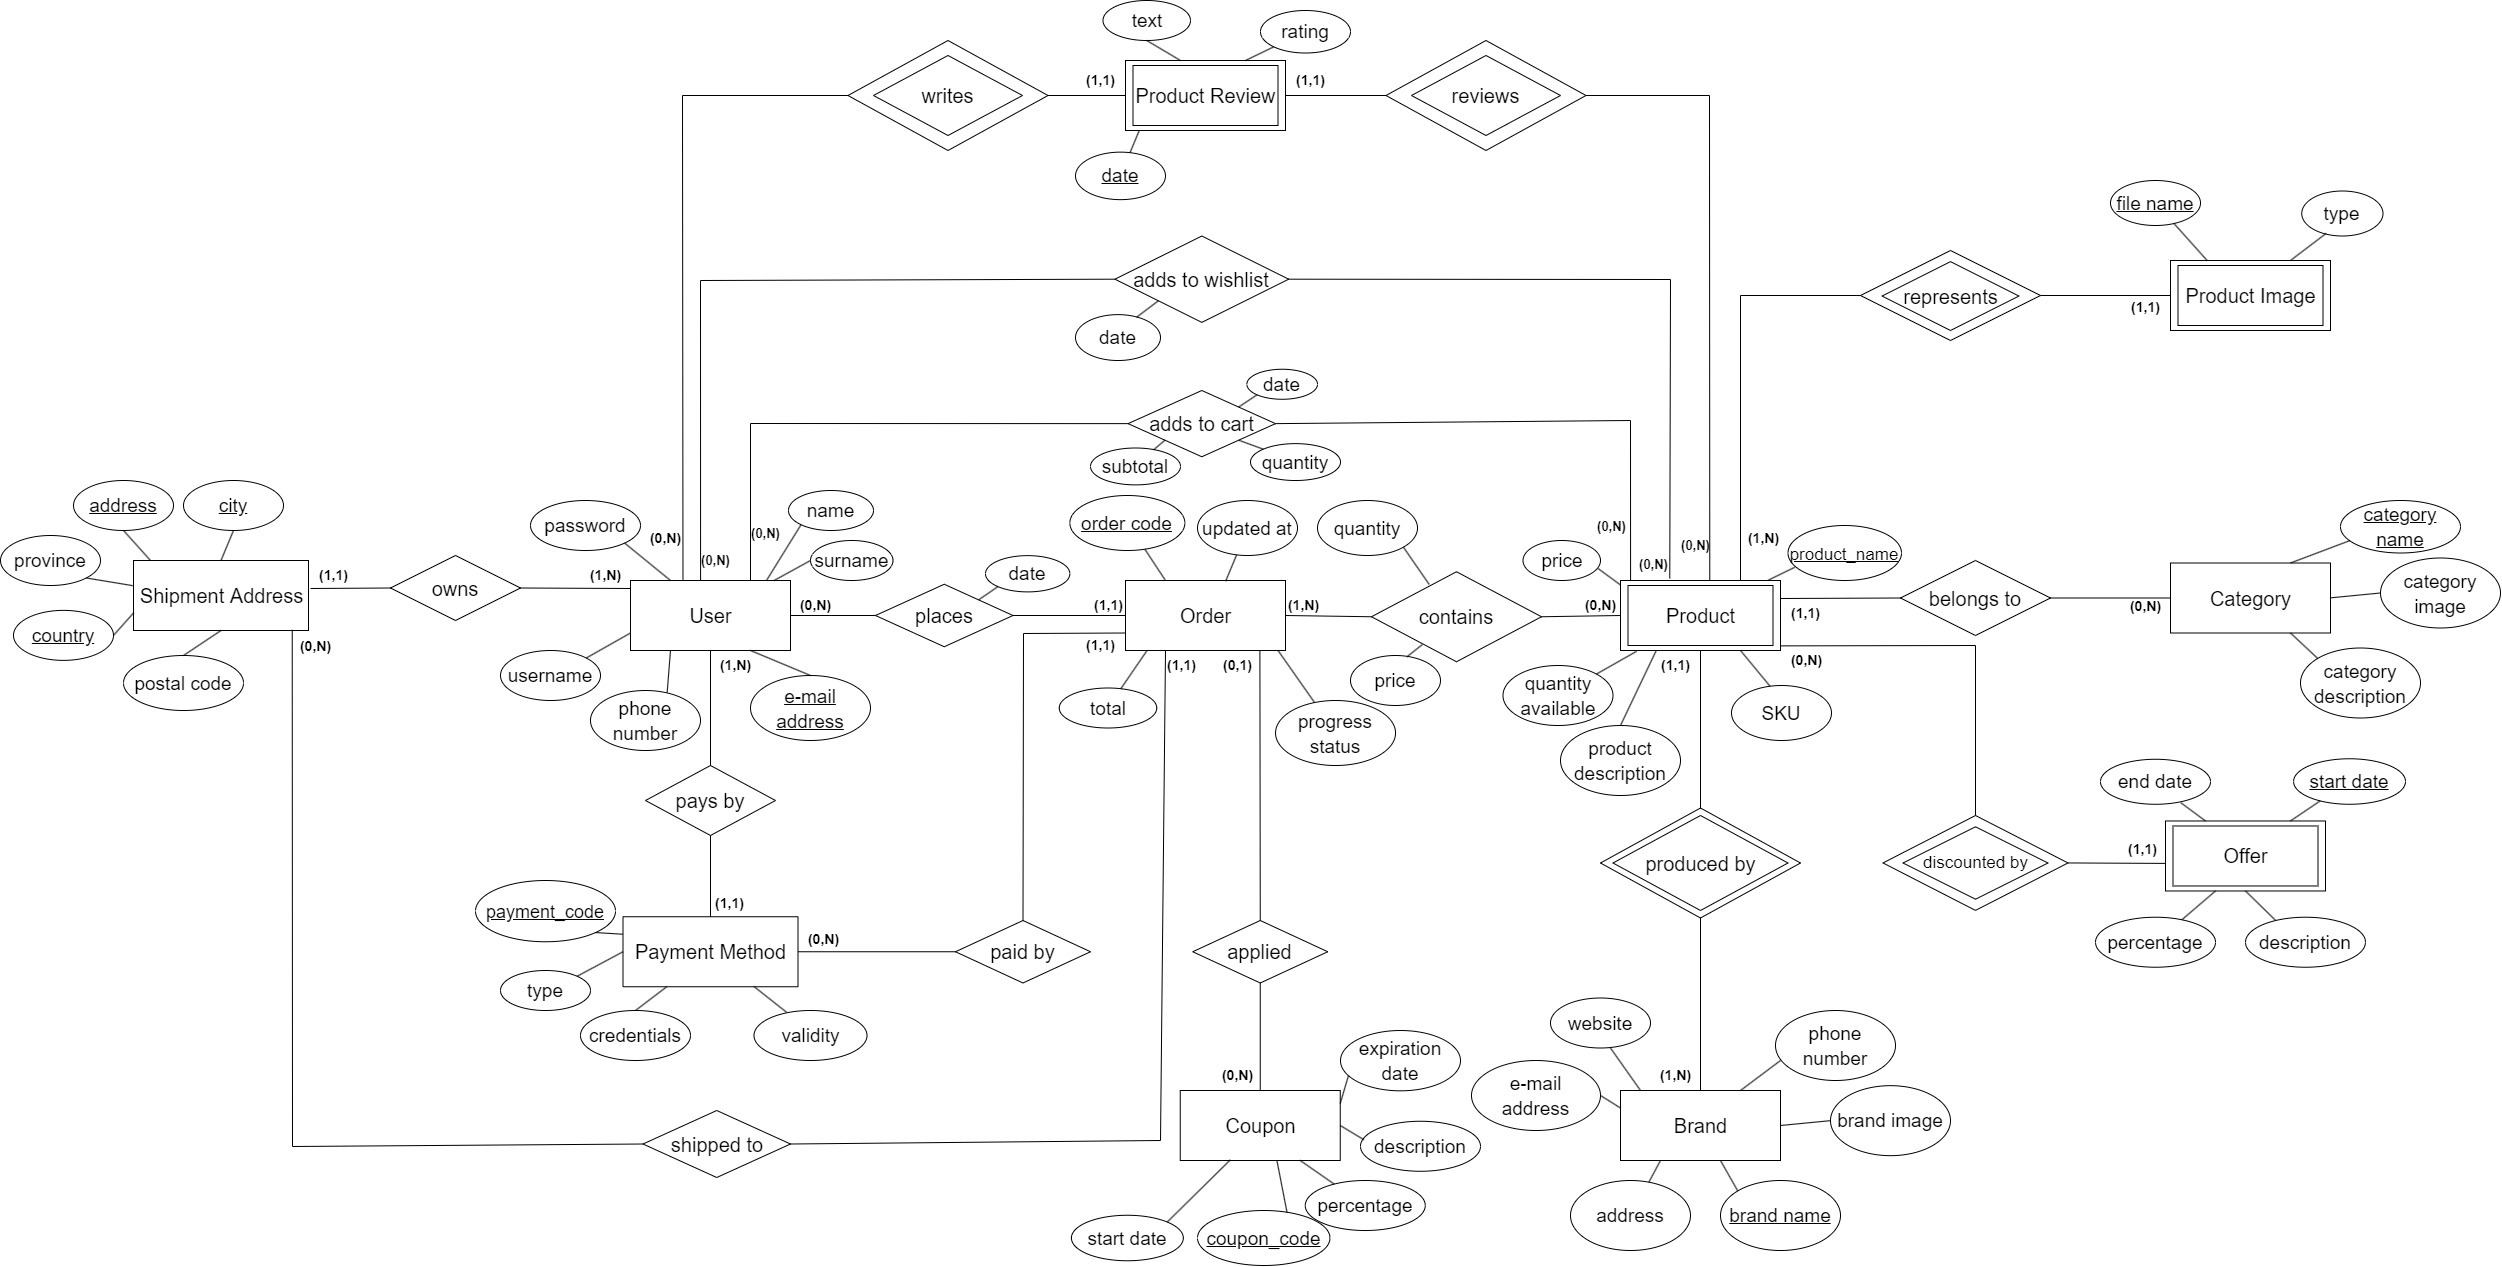 text
rating
writes
(1,1)
Product Review
(1,1)
reviews
date
file name
type
adds to wishlist
represents
Product Image
(1,1)
date
date
adds to cart
subtotal
quantity
address
city
password
(0,N)
(0,N)
(0,N)
name
order code
updated at
quantity
(0,N)
(0,N)
(0,N)
(1,N)
category
name
province
(1,1)
owns
(1,N)
surname
date
price
product_name
Shipment Address
User
(0,N)
places
(1,1)
Order
(1,N)
contains
(0,N)
Product
(1,1)
belongs to
(0,N)
Category
category
image
country
(0,N)
postal code
username
phone
number
(1,N)
e-mail
address
(1,1)
(1,1)
(0,1)
total
progress
status
price
quantity
available
(1,1)
product
description
SKU
(0,N)
category
description
pays by
end date
start date
produced by
discounted by
(1,1)
Offer
payment_code
(1,1)
Payment Method
(0,N)
paid by
applied
percentage
description
type
credentials
validity
website
phone
number
expiration
date
(0,N)
e-mail
address
(1,N)
Coupon
Brand
brand image
shipped to
description
percentage
start date
coupon_code
address
brand name